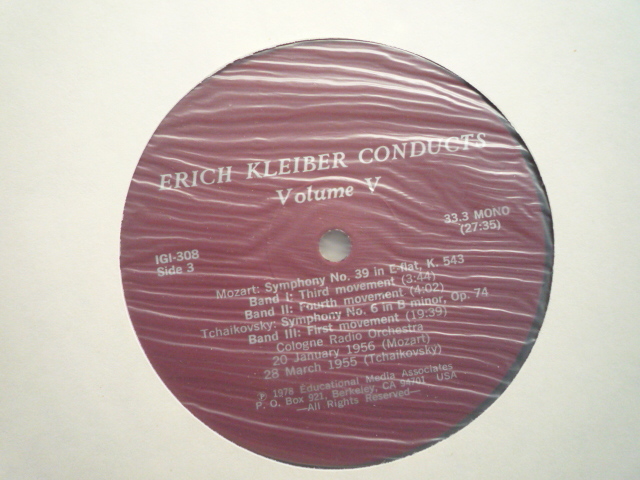 ERICH KLEIBER CONDUCTS
Volume V
33.3 MONO
(27:35)
IGI-308
Side 3
Mozart: Symphony No. 39 in E-flat, K. 543
Band I: Third movement (3:44)
Band II: Fourth movement (4:02)
Tchaikovsky: Symphony No. 6 in B minor, Op. 74
Band III: First movement (19:39)
Cologne Radio Orchestra
20 January 1956 (Mozart)
28 March 1955 (Tchaikovsky)
℗ 1978 Educational Media Associates
P. O. Box 921, Berkeley, CA 94701 USA
—All Rights Reserved—